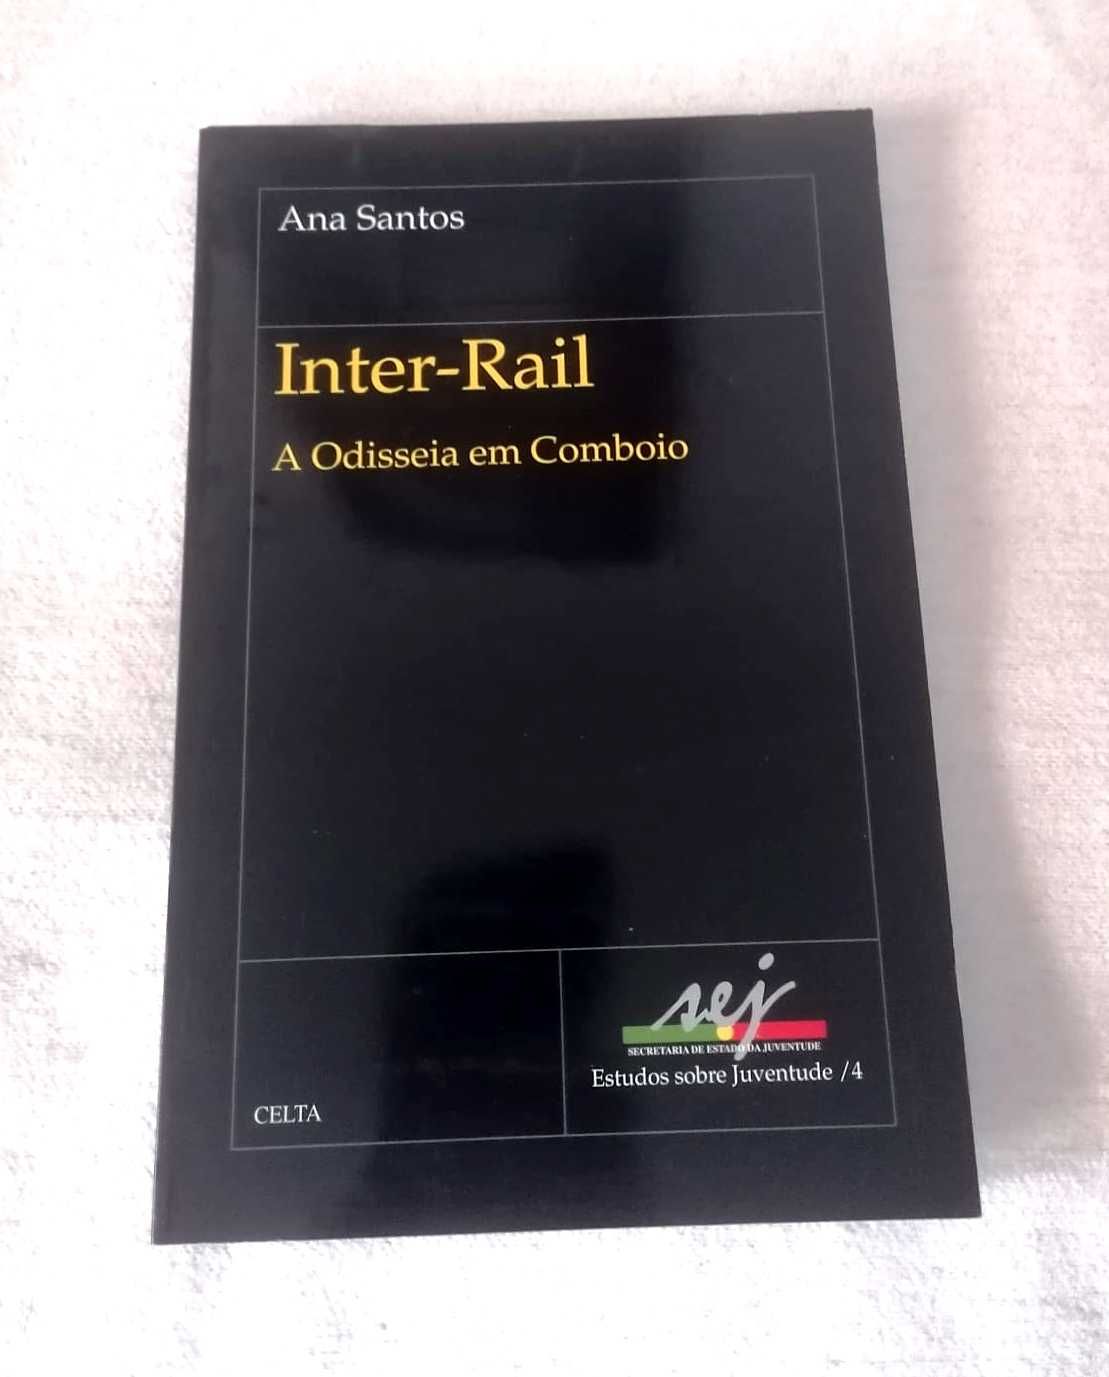 Ana Santos
Inter-Rail
A Odisseia em Comboio
sej
SECRETARIA DE ESTADO DA JUVENTUDE
Estudos sobre Juventude /4
CELTA